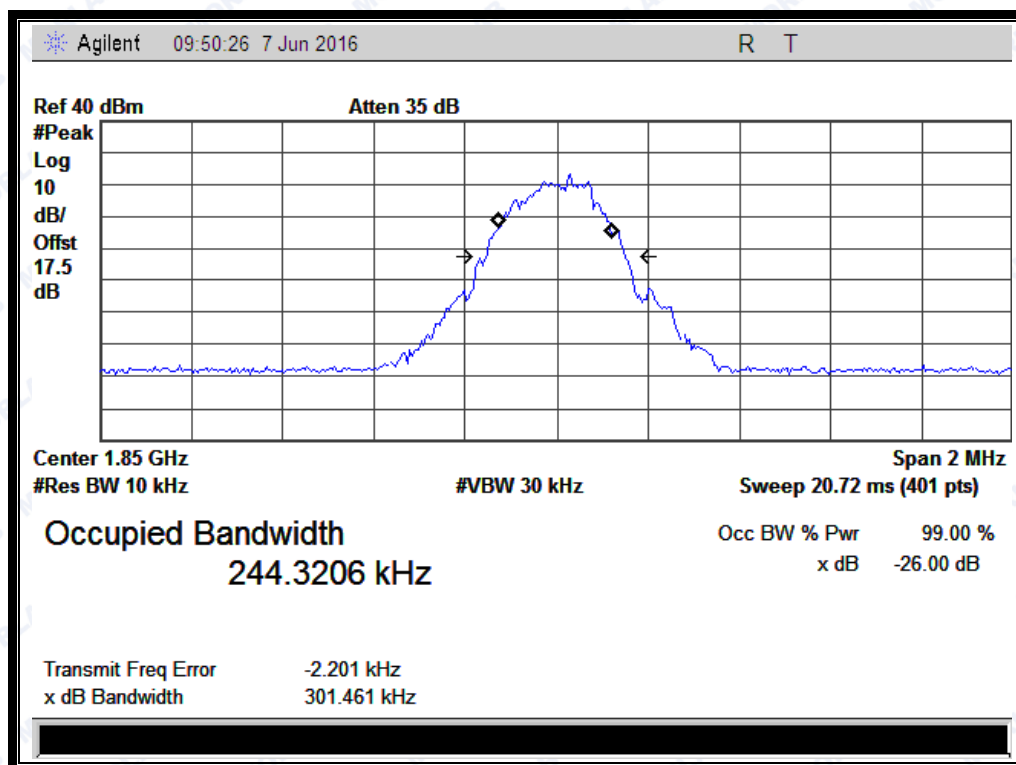 Agilent 09:50:26 7 Jun 2016 R T
Ref 40 dBm Atten 35 dB
#Peak
Log
10
dB/
Offst
17.5
dB
Center 1.85 GHz Span 2 MHz
#Res BW 10 kHz #VBW 30 kHz Sweep 20.72 ms (401 pts)
Occupied Bandwidth Occ BW % Pwr 99.00 %
244.3206 kHz x dB -26.00 dB
Transmit Freq Error -2.201 kHz
x dB Bandwidth 301.461 kHz